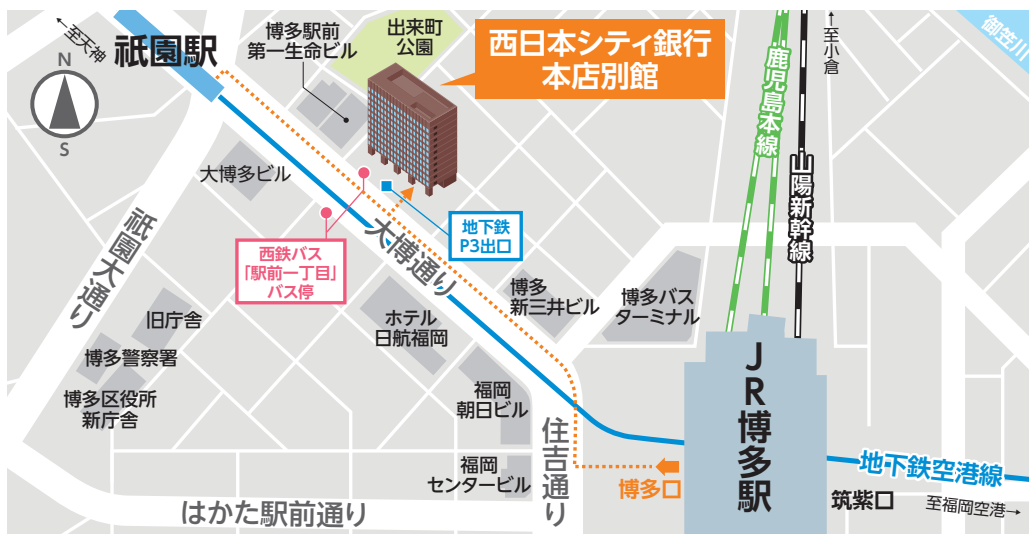 ←至天神
祇園駅
N
S
博多駅前
第一生命ビル
出来町
公園
西日本シティ銀行
本店別館
鹿児島本線
←至小倉
山陽新幹線
御笠川
大博多ビル
祇園大通り
西鉄バス
「駅前一丁目」
バス停
地下鉄
P3出口
大博通り
博多
新三井ビル
博多バス
ターミナル
旧庁舎
博多警察署
博多区役所
新庁舎
ホテル
日航福岡
福岡
朝日ビル
福岡
センタービル
住吉通り
はかた駅前通り
博多口
JR博多駅
筑紫口
地下鉄空港線
至福岡空港→